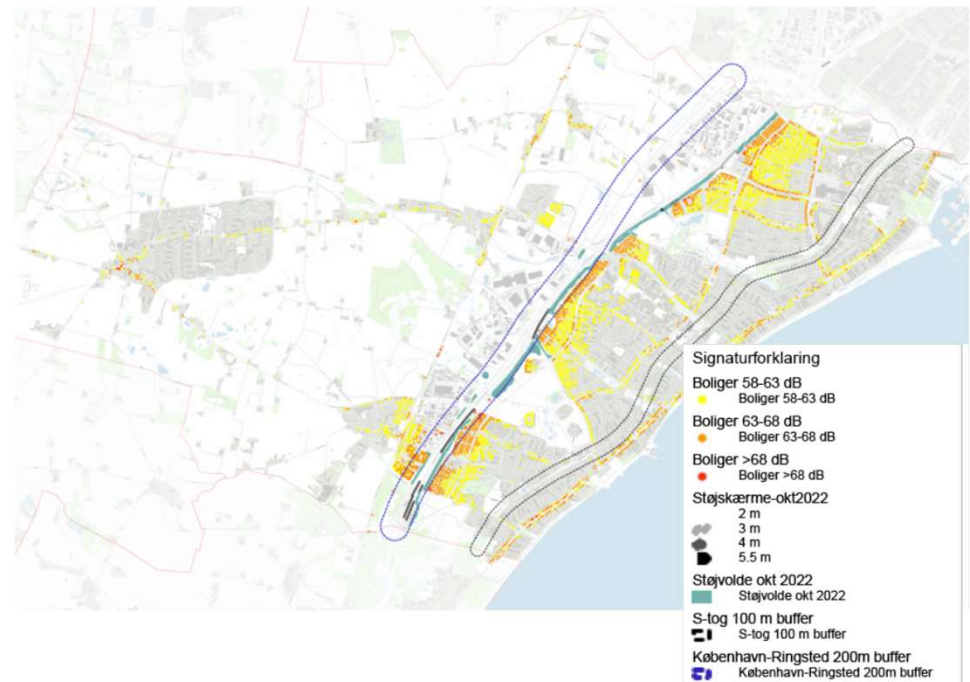 Signaturforklaring
Boliger 58-63 dB
Boliger 58-63 dB
Boliger 63-68 dB
Boliger 63-68 dB
Boliger >68 dB
Boliger >68 dB
Støjskærme-okt2022
2 m
3 m
4 m
5.5 m
Støjvolde okt 2022
Støjvolde okt 2022
S-tog 100 m buffer
S-tog 100 m buffer
København-Ringsted 200m buffer
København-Ringsted 200m buffer